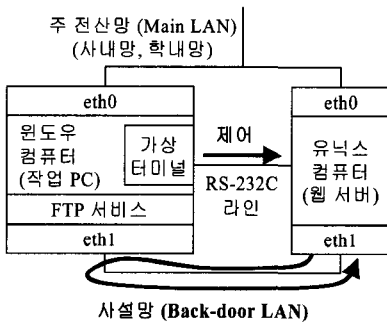 주 전산망 (Main LAN)
(사내망, 학내망)
eth0
윈도우
컴퓨터
(작업 PC)
가상
터미널
FTP 서비스
eth1
제어
RS-232C
라인
eth0
유닉스
컴퓨터
(웹 서버)
eth1
사설망 (Back-door LAN)